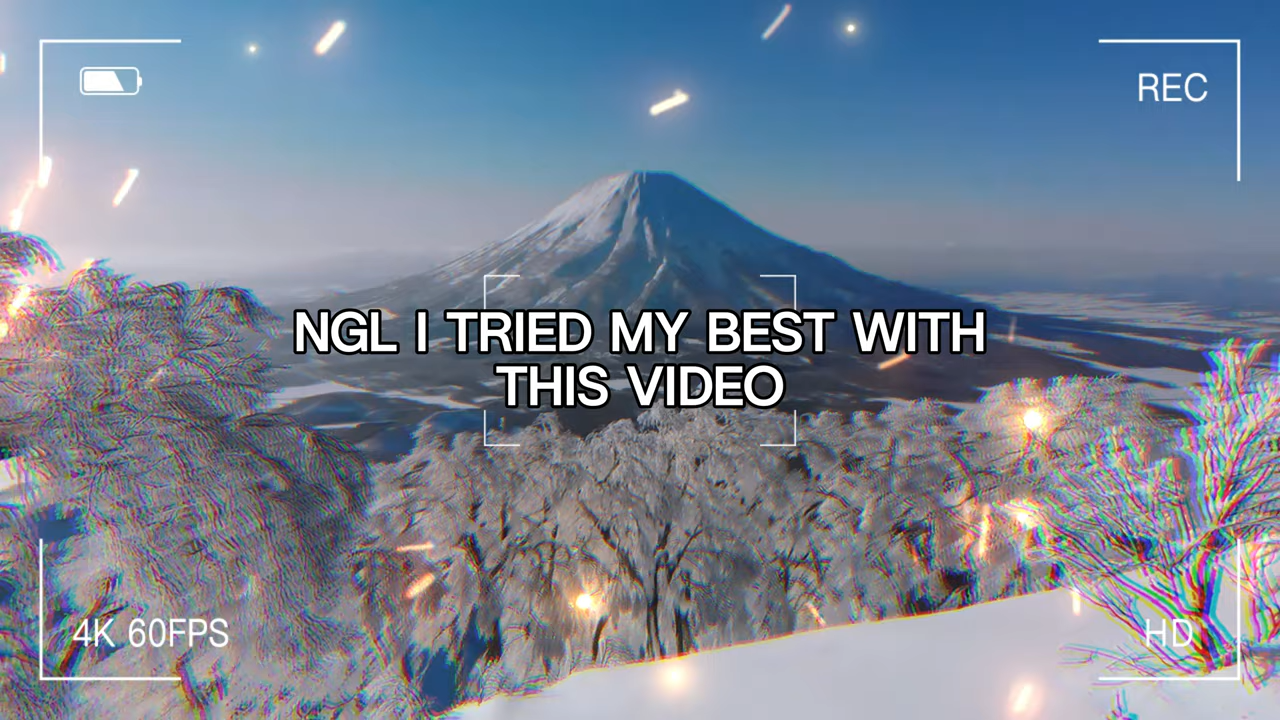 REC
NGL I TRIED MY BEST WITH
THIS VIDEO
4K 60FPS
HD